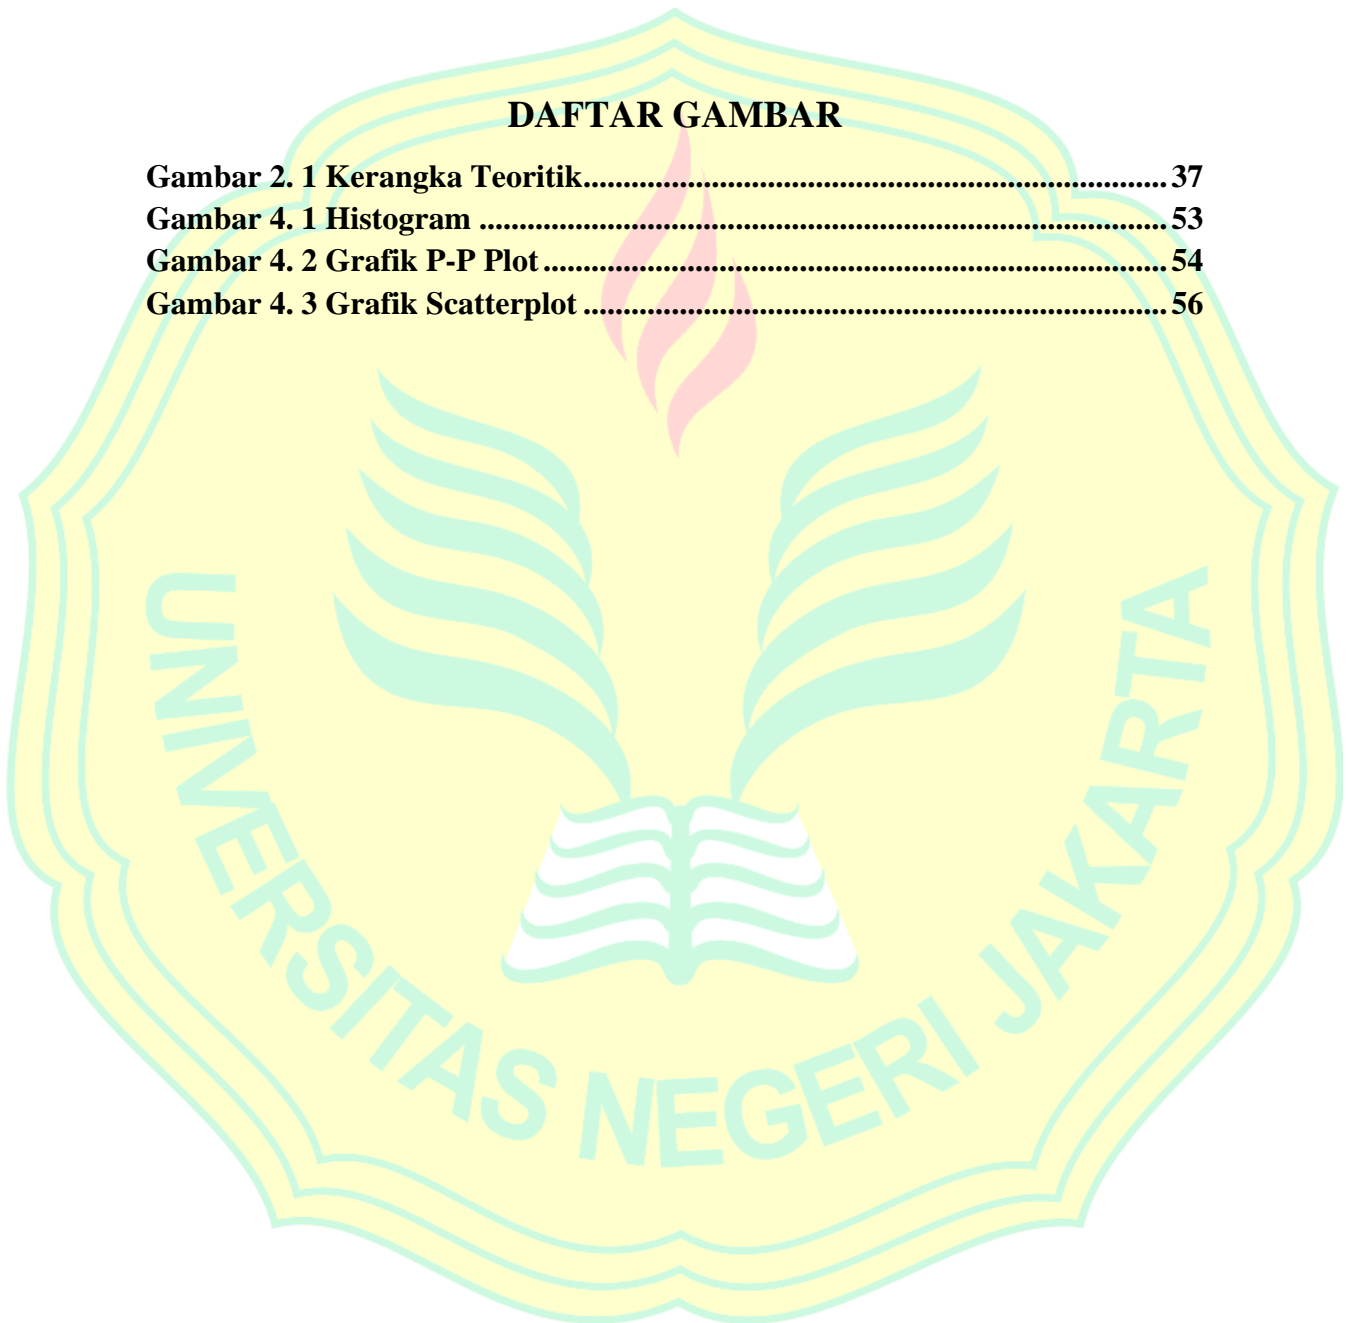 DAFTAR GAMBAR
Gambar 2. 1 Kerangka Teoritik........................................................................ 37
Gambar 4. 1 Histogram ..................................................................................... 53
Gambar 4. 2 Grafik P-P Plot ............................................................................. 54
Gambar 4. 3 Grafik Scatterplot ........................................................................ 56
UNIVERSITAS NEGERI JAKARTA